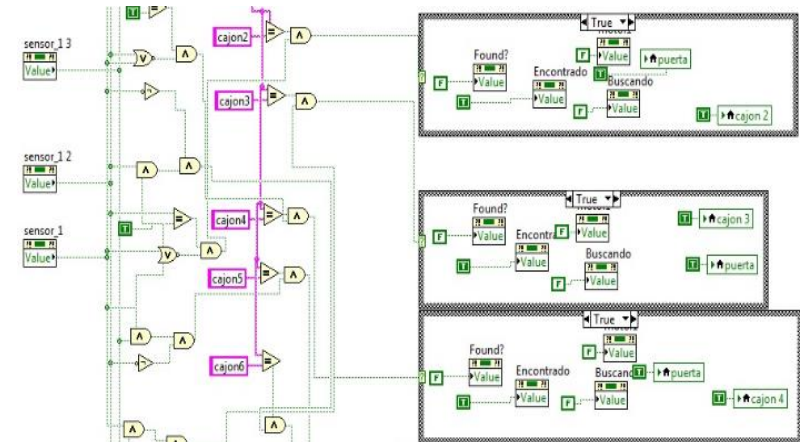 sensor_1 3
Value
sensor_1 2
Value
sensor_1
Value
T
T
cajon2
cajon3
cajon4
cajon5
cajon6
True
F
Value
T
puerta
Found?
F
Value
Encontrado
T
Value
Buscando
F
Value
T
cajon 2
True
Found?
F
Value
F
Value
T
cajon 3
T
Value
Buscando
F
Value
T
puerta
True
F
Value
Found?
F
Value
Encontrado
T
Value
F
Value
T
puerta
T
cajon 4